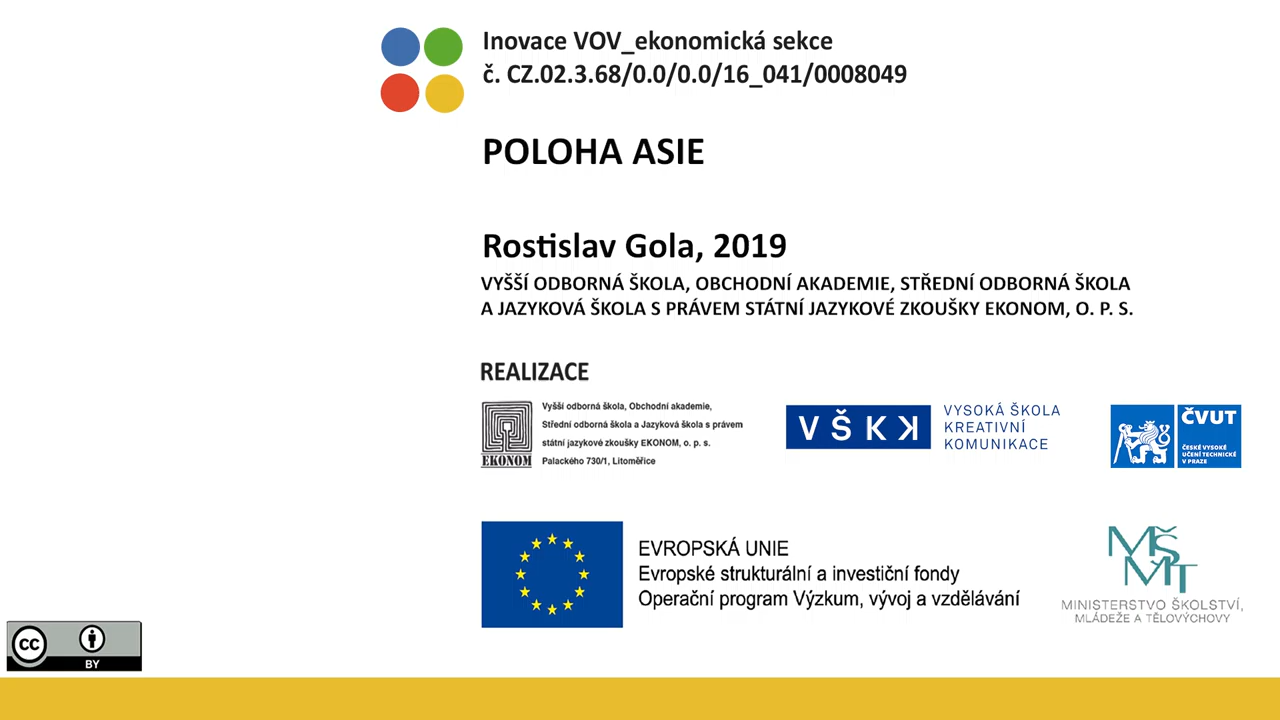 Inovace VOV_ekonomická sekce
č. CZ.02.3.68/0.0/0.0/16_041/0008049
POLOHA ASIE
Rostislav Gola, 2019
VYŠŠÍ ODBORNÁ ŠKOLA, OBCHODNÍ AKADEMIE, STŘEDNÍ ODBORNÁ ŠKOLA
A JAZYKOVÁ ŠKOLA S PRÁVEM STÁTNÍ JAZYKOVÉ ZKOUŠKY EKONOM, O. P. S.
REALIZACE
EKONOM
Vyšší odborná škola, Obchodní akademie,
Střední odborná škola a Jazyková škola s právem
státní jazykové zkoušky EKONOM, o. p. s.
Palackého 730/1, Litoměřice
VŠKK
VYSOKÁ ŠKOLA
KREATIVNÍ
KOMUNIKACE
ČVUT
ČESKÉ VYSOKÉ
UČENÍ TECHNICKÉ
V PRAZE
EVROPSKÁ UNIE
Evropské strukturální a investiční fondy
Operační program Výzkum, vývoj a vzdělávání
MŠ
MT
MINISTERSTVO ŠKOLSTVÍ,
MLÁDEŽE A TĚLOVÝCHOVY
cc
BY